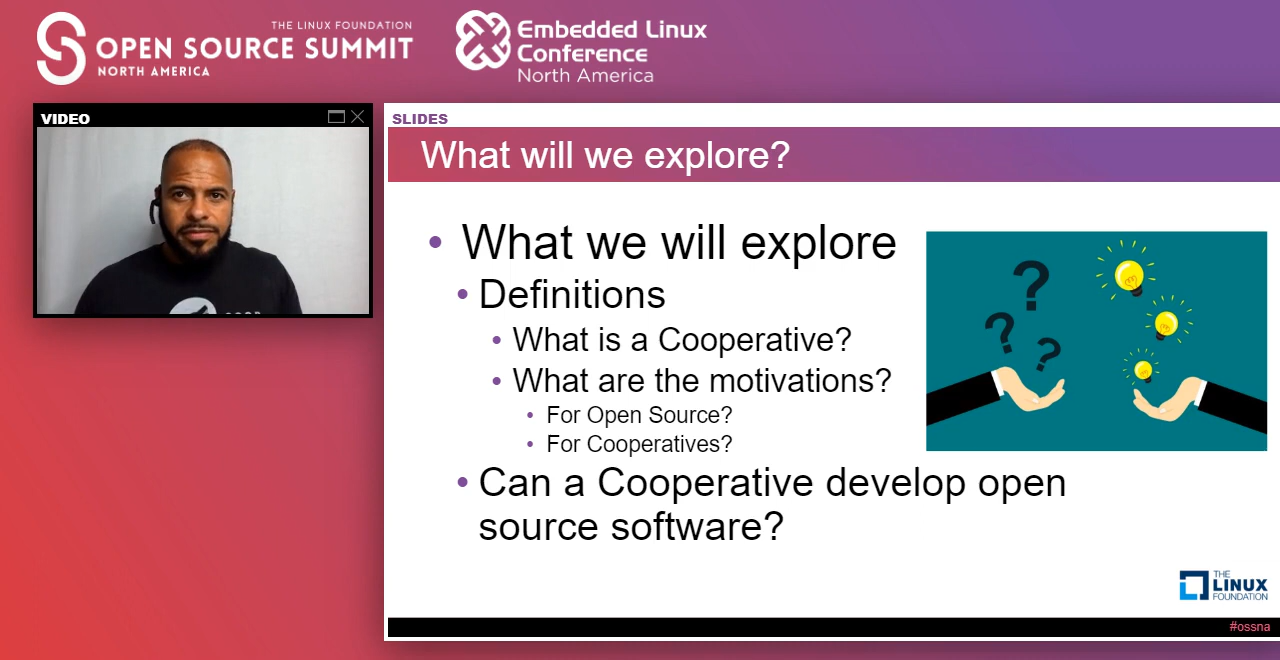 THE LINUX FOUNDATION
OPEN SOURCE SUMMIT
NORTH AMERICA
Embedded Linux
Conference
North America
VIDEO
SLIDES
What will we explore?
• What we will explore
• Definitions
• What is a Cooperative?
• What are the motivations?
• For Open Source?
• For Cooperatives?
• Can a Cooperative develop open
source software?
?
?
?
THE
LINUX
FOUNDATION
#ossna